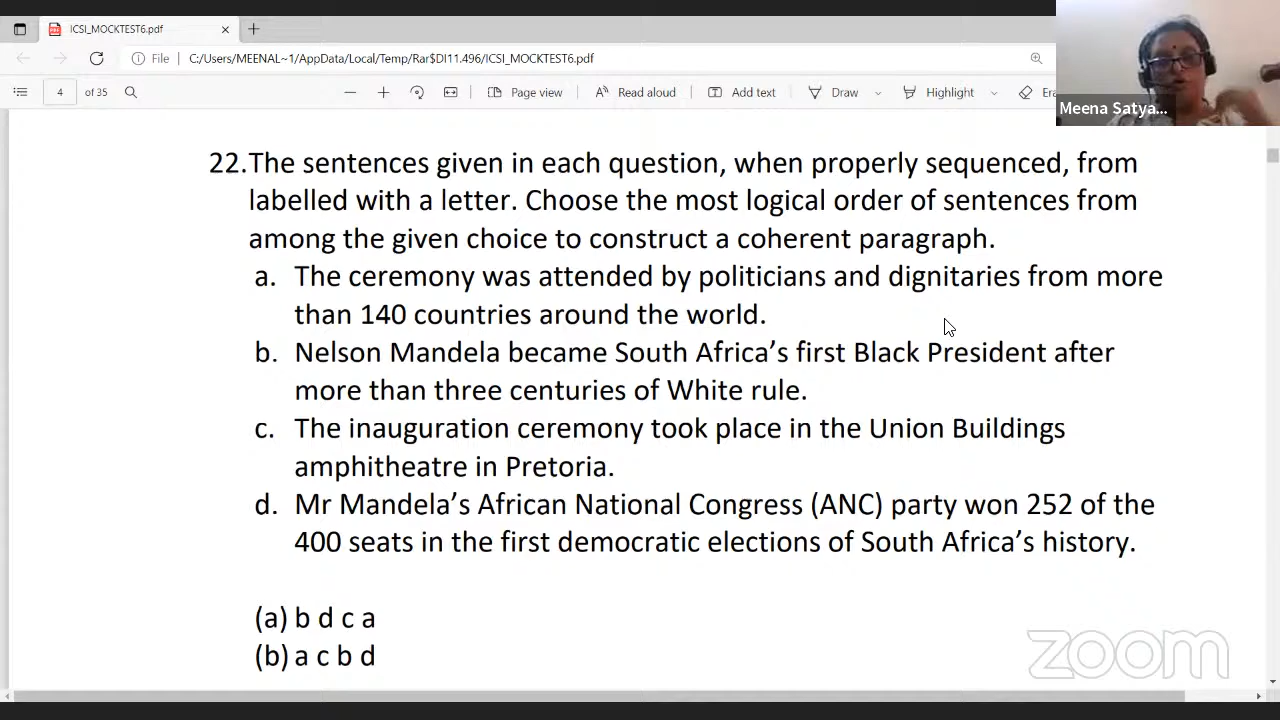 ICSI_MOCKTEST6.pdf
File C:/Users/MEENAL~1/AppData/Local/Temp/Rar$DI11.496/ICSI_MOCKTEST6.pdf
4 of 35 Page view Read aloud Add text Draw Highlight Era
Meena Satya...
22.The sentences given in each question, when properly sequenced, from
labelled with a letter. Choose the most logical order of sentences from
among the given choice to construct a coherent paragraph.
a. The ceremony was attended by politicians and dignitaries from more
than 140 countries around the world.
b. Nelson Mandela became South Africa’s first Black President after
more than three centuries of White rule.
c. The inauguration ceremony took place in the Union Buildings
amphitheatre in Pretoria.
d. Mr Mandela’s African National Congress (ANC) party won 252 of the
400 seats in the first democratic elections of South Africa’s history.
(a) b d c a
(b) a c b d
zoom